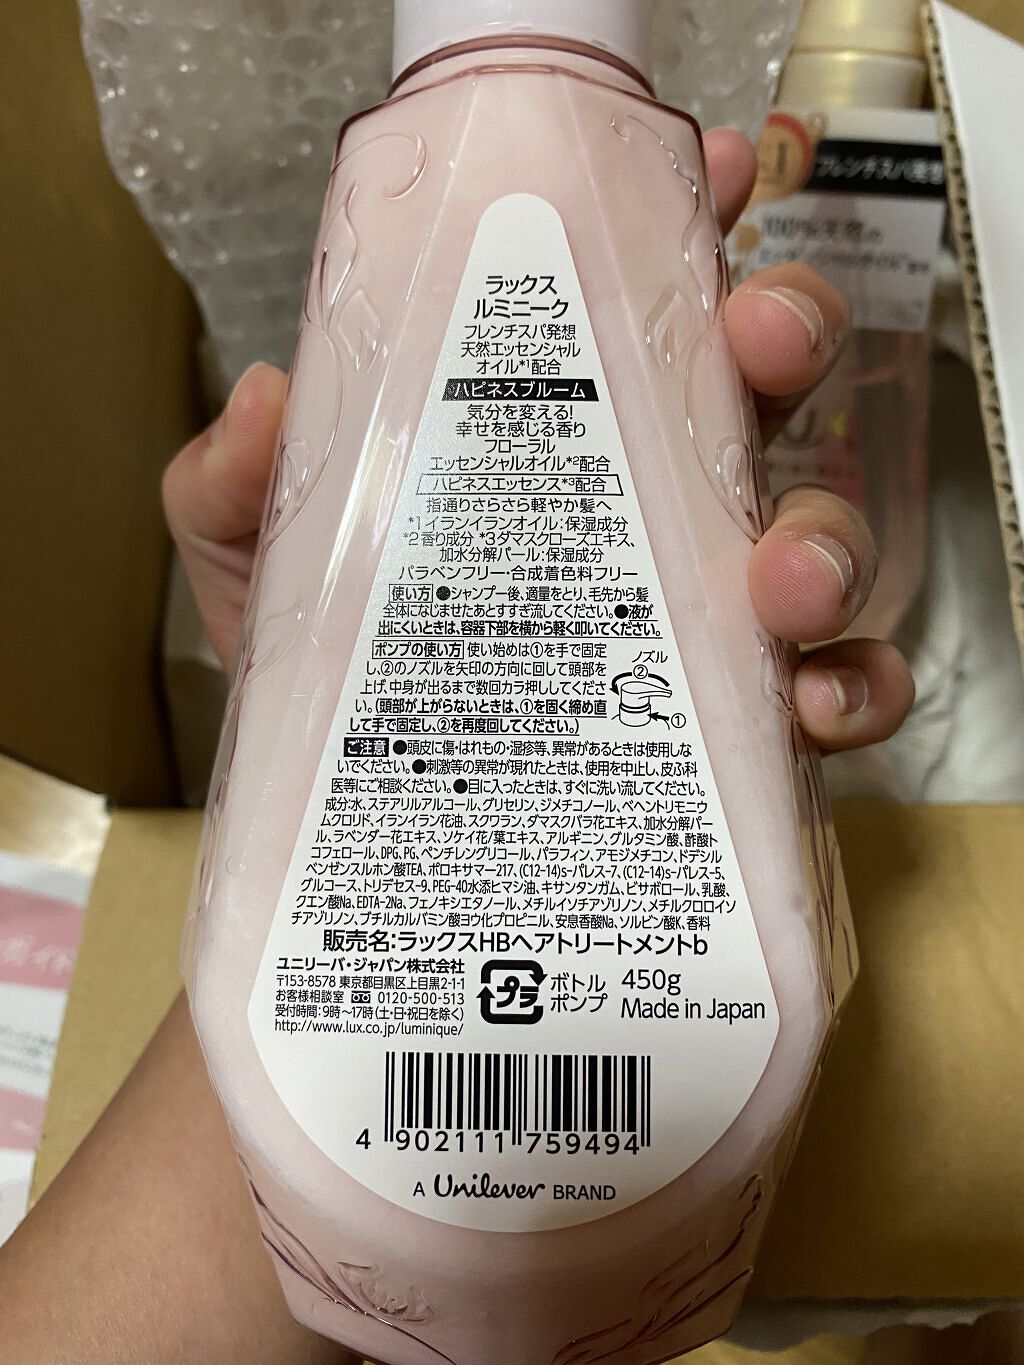 ラックス
ルミニーク
フレンチスパ発想
天然エッセンシャル
オイル*1配合
ハピネスブルーム
気分を変える!
幸せを感じる香り
フローラル
エッセンシャルオイル*2配合
ハピネスエッセンス*3配合
指通りさらさら軽やか髪へ
*1イランイランオイル:保湿成分
*2香り成分 *3ダマスクローズエキス、
加水分解パール:保湿成分
パラベンフリー・合成着色料フリー
使い方 ●シャンプー後、適量をとり、毛先から髪
全体になじませたあとすすぎ流してください。●液が
出にくいときは、容器下部を横から軽く叩いてください。
ポンプの使い方 使い始めは①を手で固定
し、②のノズルを矢印の方向に回して頭部を
上げ、中身が出るまで数回カラ押ししてくださ
い。(頭部が上がらないときは、①を固く締め直
して手で固定し、②を再度回してください。)
ノズル
②
①
ご注意 ●頭皮に傷・はれもの・湿疹等、異常があるときは使用しな
いでください。●刺激等の異常が現れたときは、使用を中止し、皮ふ科
医等にご相談ください。●目に入ったときは、すぐに洗い流してください。
成分:水、ステアリルアルコール、グリセリン、ジメチコノール、ベヘントリモニウ
ムクロリド、イランイラン花油、スクワラン、ダマスクバラ花エキス、加水分解パー
ル、ラベンダー花エキス、ソケイ花/葉エキス、アルギニン、グルタミン酸、酢酸ト
コフェロール、DPG、PG、ペンチレングリコール、パラフィン、アモジメチコン、ドデシル
ベンゼンスルホン酸TEA、ポロキサマー217、(C12-14)s-パレス-7、(C12-14)s-パレス-5、
グルコース、トリデセス-9、PEG-40水添ヒマシ油、キサンタンガム、ビサボロール、乳酸、
クエン酸Na、EDTA-2Na、フェノキシエタノール、メチルイソチアゾリノン、メチルクロロイソ
チアゾリノン、ブチルカルバミン酸ヨウ化プロピニル、安息香酸Na、ソルビン酸K、香料
販売名:ラックスHBヘアトリートメントb
ユニリーバ・ジャパン株式会社
〒153-8578 東京都目黒区上目黒2-1-1
お客様相談室 0120-500-513
受付時間:9時〜17時(土・日・祝日を除く)
http://www.lux.co.jp/luminique/
プラ
ボトル
ポンプ
450g
Made in Japan
4 902111 759494
A Unilever BRAND
フレンチスパ発想
100%天然の